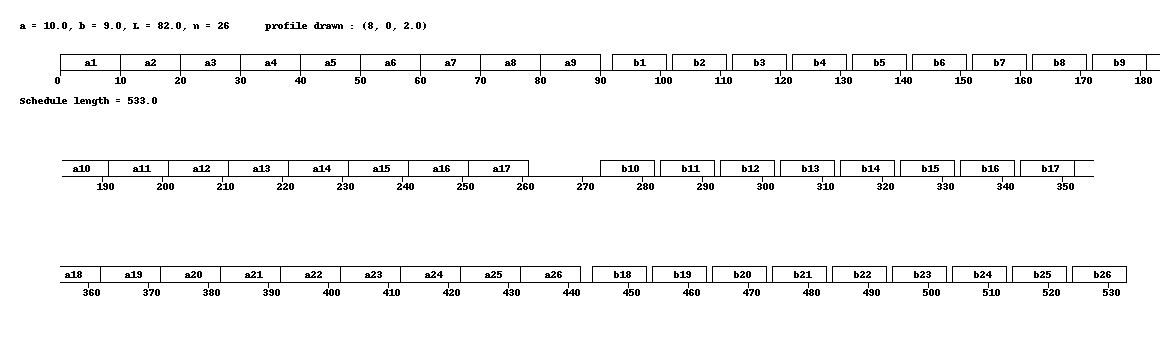 a = 10.0, b = 9.0, L = 82.0, n = 26 profile drawn : (8, 0, 2.0)
a1 a2 a3 a4 a5 a6 a7 a8 a9 b1 b2 b3 b4 b5 b6 b7 b8 b9
0 10 20 30 40 50 60 70 80 90 100 110 120 130 140 150 160 170 180
Schedule length = 533.0
a10 a11 a12 a13 a14 a15 a16 a17 b10 b11 b12 b13 b14 b15 b16 b17
190 200 210 220 230 240 250 260 270 280 290 300 310 320 330 340 350
a18 a19 a20 a21 a22 a23 a24 a25 a26 b18 b19 b20 b21 b22 b23 b24 b25 b26
360 370 380 392 400 410 420 430 440 450 460 470 480 490 500 510 520 530